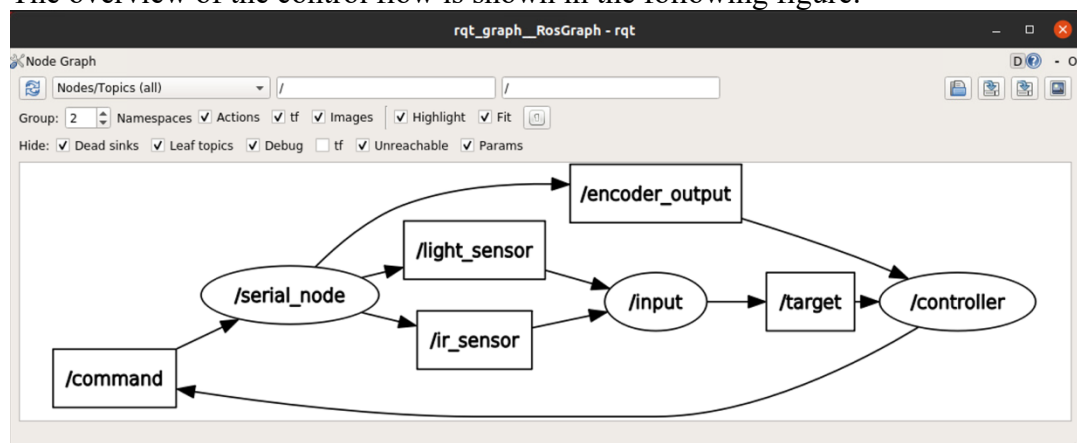 The overview of the control flow is shown in the following figure.
rqt_graph__RosGraph - rqt
Node Graph
D ? - O
Nodes/Topics (all) / /
Group: 2 Namespaces Actions tf Images Highlight Fit
Hide: Dead sinks Leaf topics Debug tf Unreachable Params
/encoder_output
/light_sensor
/serial_node
/input
/target
/controller
/ir_sensor
/command